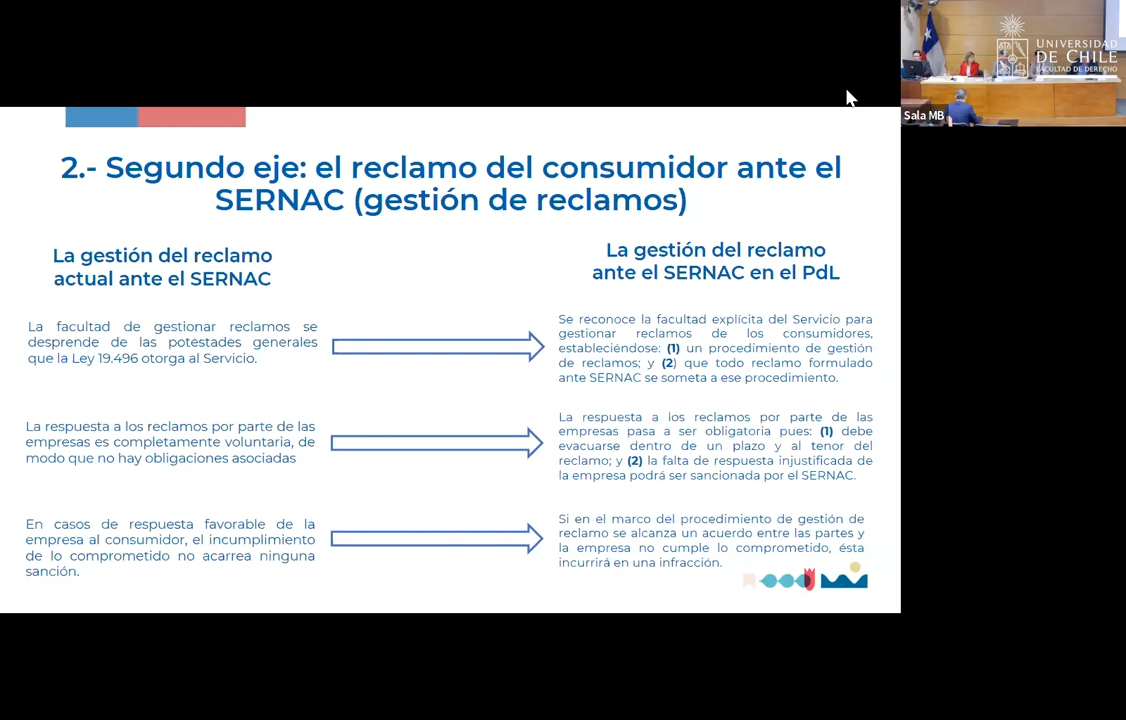 UNIVERSIDAD
DE CHILE
FACULTAD DE DERECHO
Sala MB
2.- Segundo eje: el reclamo del consumidor ante el
SERNAC (gestión de reclamos)
La gestión del reclamo
actual ante el SERNAC
La facultad de gestionar reclamos se
desprende de las potestades generales
que la Ley 19.496 otorga al Servicio.
La respuesta a los reclamos por parte de las
empresas es completamente voluntaria, de
modo que no hay obligaciones asociadas
En casos de respuesta favorable de la
empresa al consumidor, el incumplimiento
de lo comprometido no acarrea ninguna
sanción.
La gestión del reclamo
ante el SERNAC en el PdL
Se reconoce la facultad explícita del Servicio para
gestionar reclamos de los consumidores,
estableciéndose: (1) un procedimiento de gestión
de reclamos; y (2) que todo reclamo formulado
ante SERNAC se someta a ese procedimiento.
La respuesta a los reclamos por parte de las
empresas pasa a ser obligatoria pues: (1) debe
evacuarse dentro de un plazo y al tenor del
reclamo; y (2) la falta de respuesta injustificada de
la empresa podrá ser sancionada por el SERNAC.
Si en el marco del procedimiento de gestión de
reclamo se alcanza un acuerdo entre las partes y
la empresa no cumple lo comprometido, ésta
incurrirá en una infracción.